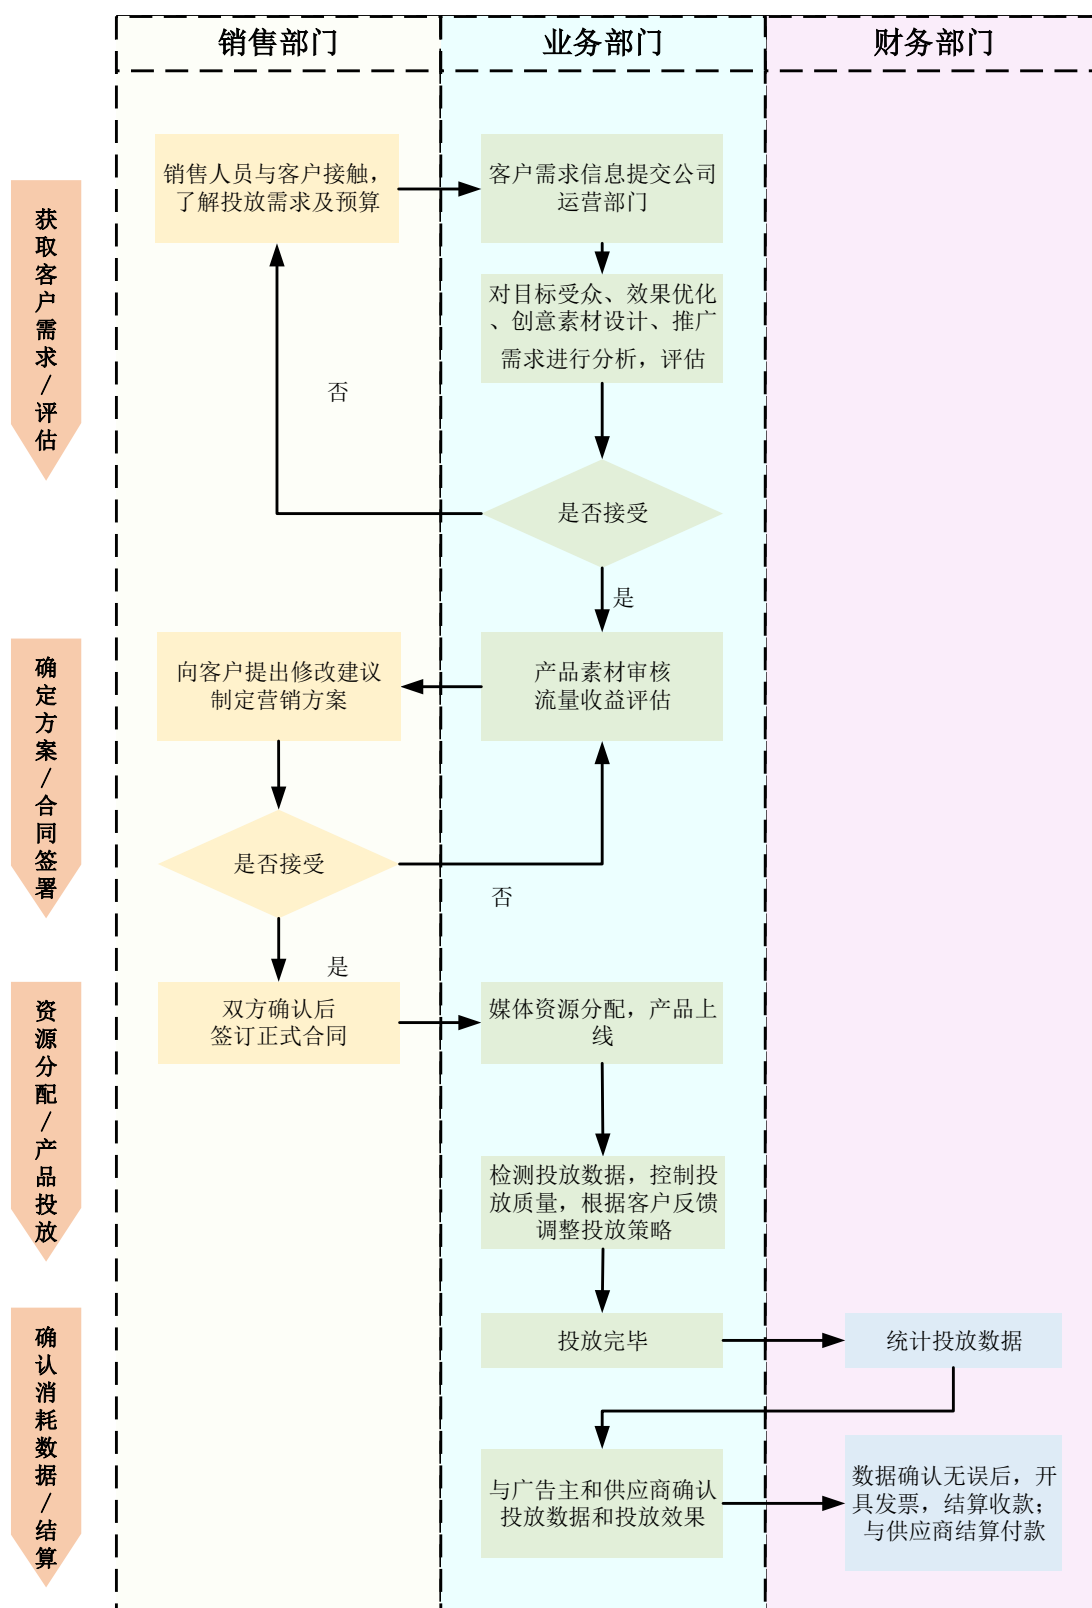 销售部门
业务部门
财务部门
获取客户需求/评估
销售人员与客户接触，
了解投放需求及预算
客户需求信息提交公司
运营部门
对目标受众、效果优化
、创意素材设计、推广
需求进行分析，评估
否
是否接受
是
确定方案/合同签署
向客户提出修改建议
制定营销方案
产品素材审核
流量收益评估
是否接受
否
是
资源分配/产品投放
双方确认后
签订正式合同
媒体资源分配，产品上
线
检测投放数据，控制投
放质量，根据客户反馈
调整投放策略
确认消耗数据/结算
投放完毕
统计投放数据
与广告主和供应商确认
投放数据和投放效果
数据确认无误后，开
具发票，结算收款；
与供应商结算付款